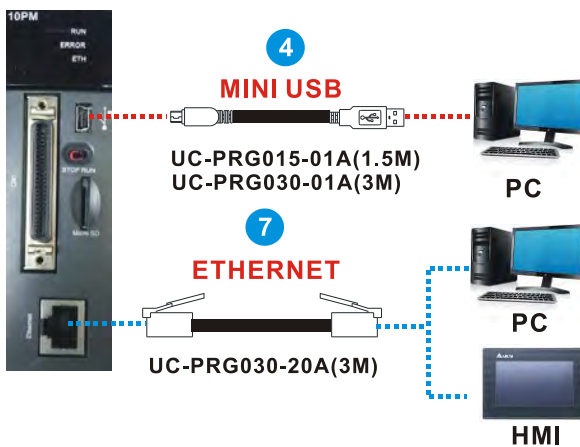 10PM
RUN
ERROR
ETH
4
MINI USB
STOP RUN
UC-PRG015-01A(1.5M)
UC-PRG030-01A(3M)
PC
CN1
Micro SD
7
ETHERNET
Ethernet
UC-PRG030-20A(3M)
PC
HMI